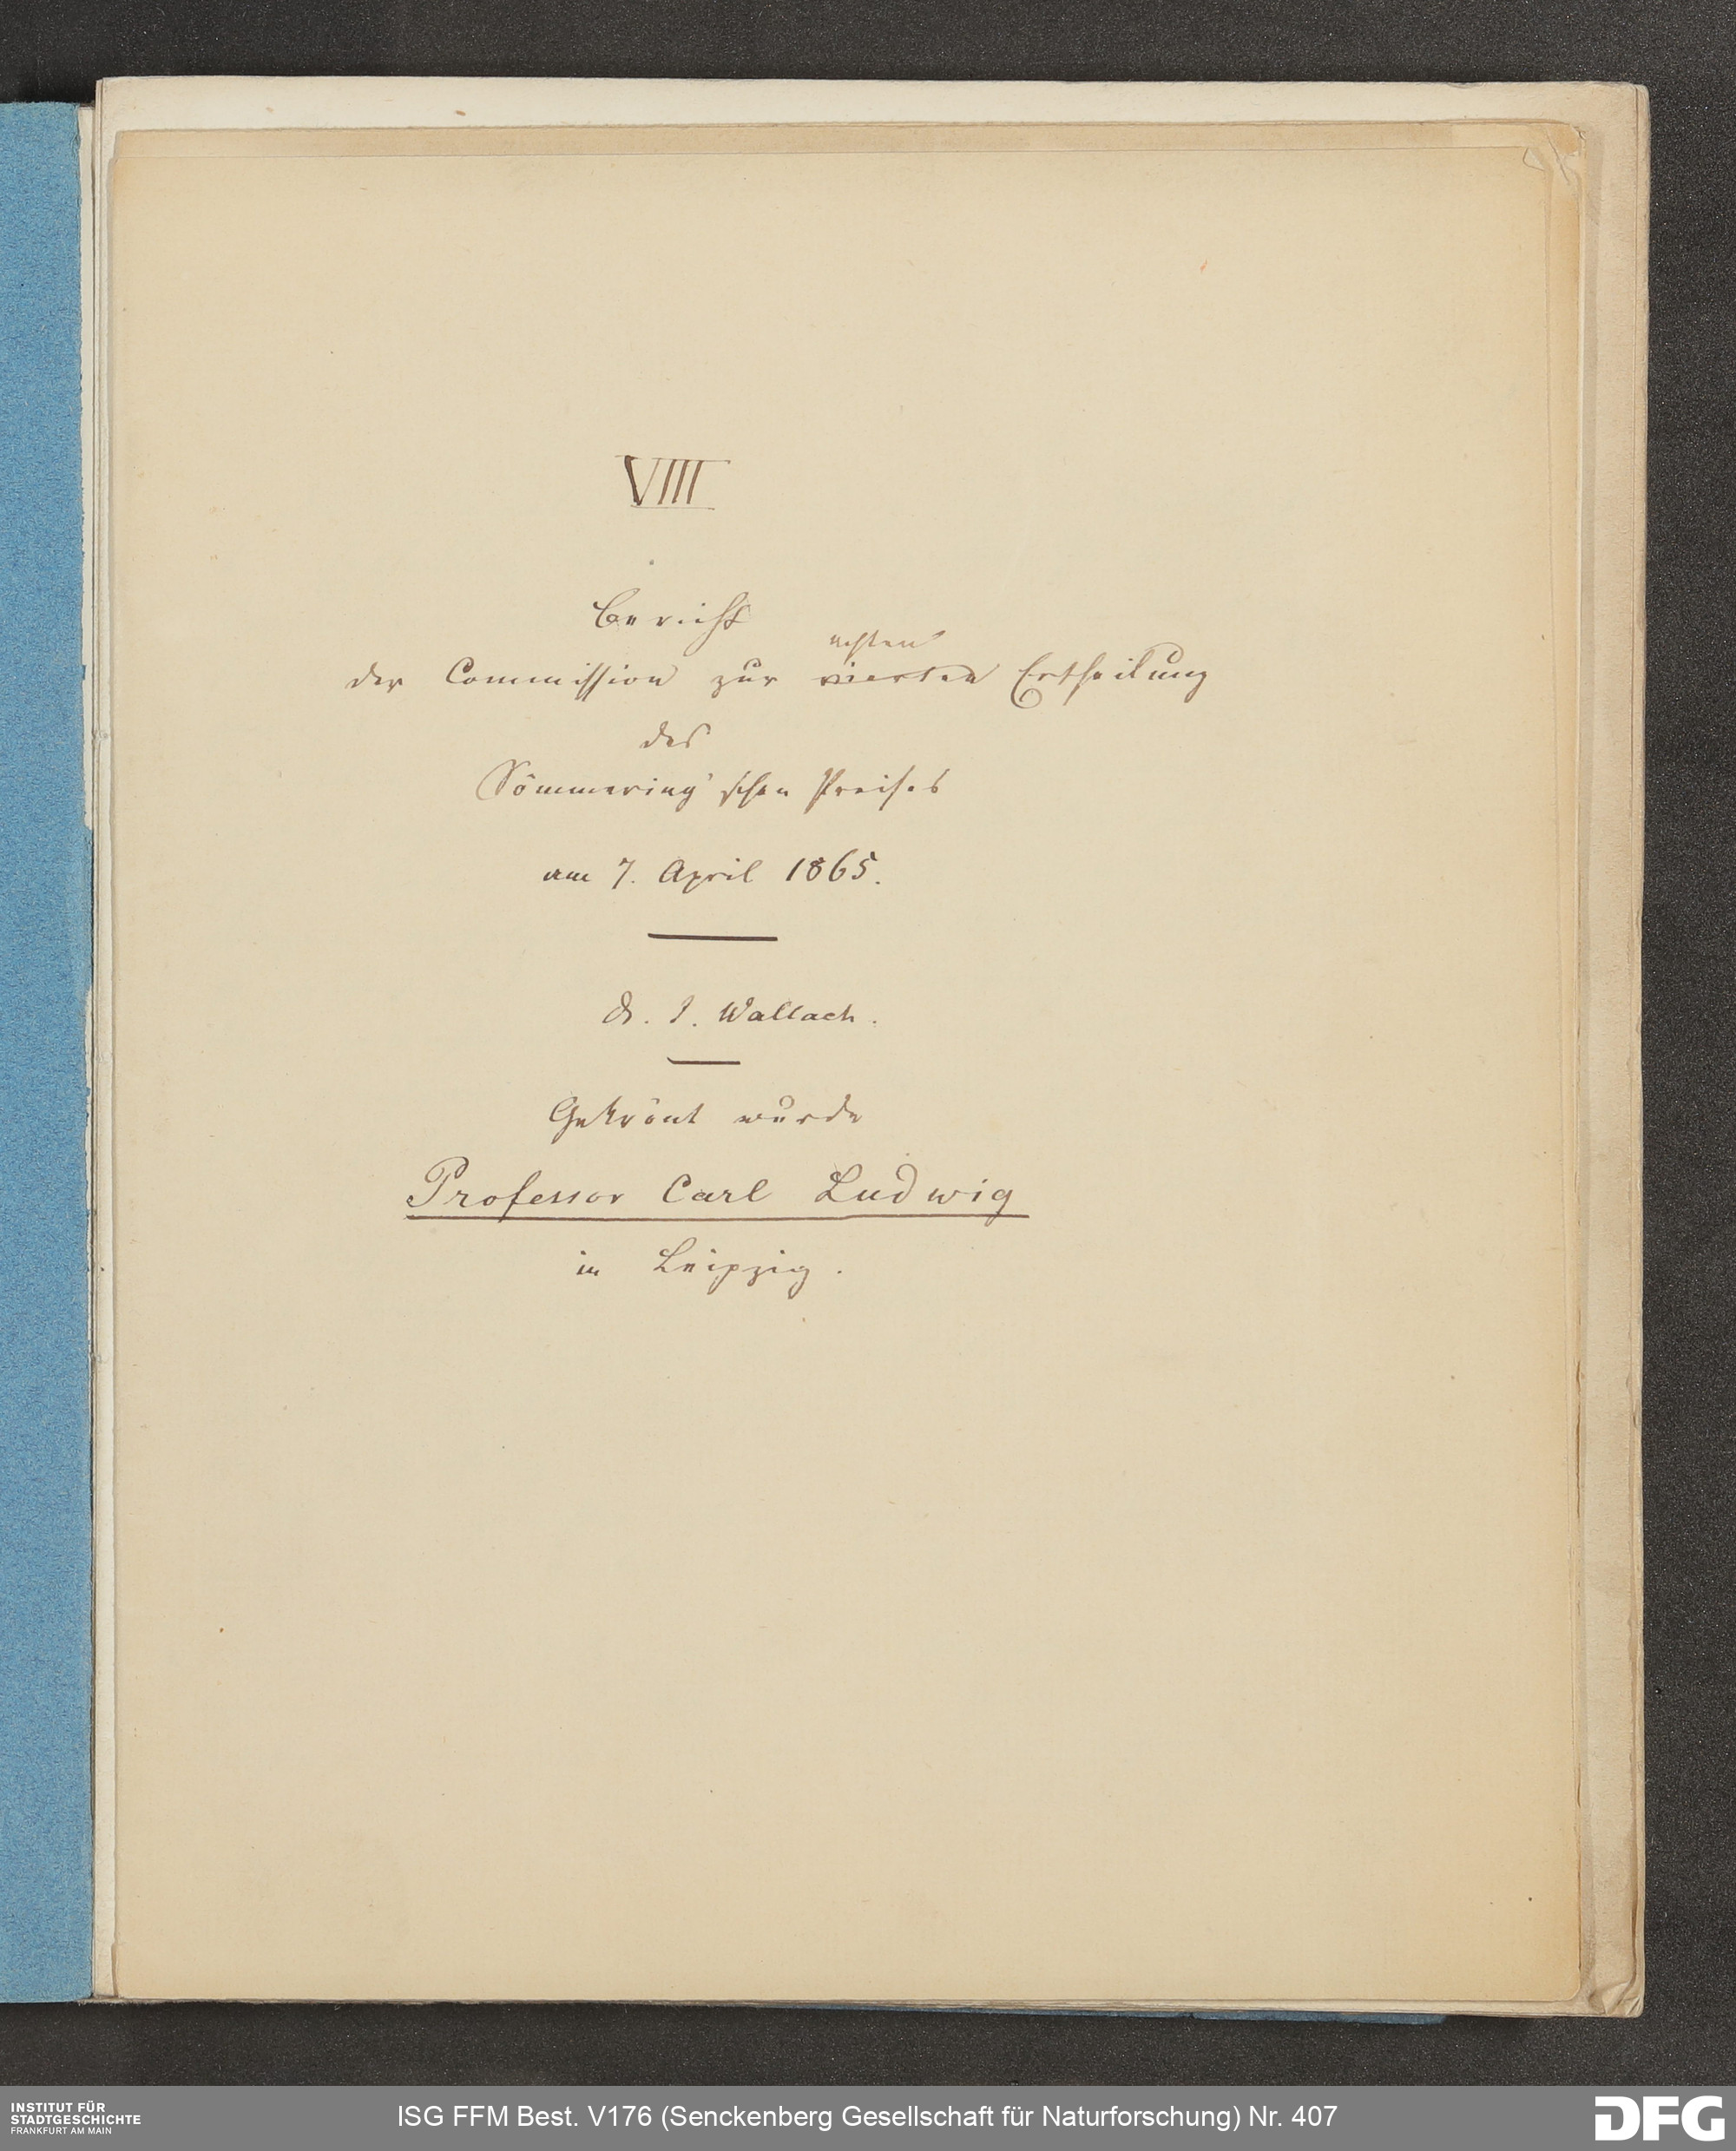 VIII
Bericht
achten
der Commission zur vierten Ertheilung
des
Sömmering'schen Preises
am 7. April 1865.
Dr. J. Wallach.
Gekrönt wurde
Professor Carl Ludwig
in Leipzig.
INSTITUT FÜR
STADTGESCHICHTE
FRANKFURT AM MAIN
ISG FFM Best. V176 (Senckenberg Gesellschaft für Naturforschung) Nr. 407
DFG